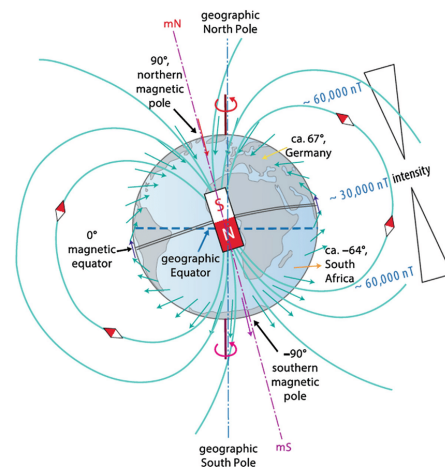 mN
geographic
North Pole
90°,
northern
magnetic
pole
~ 60,000 nT
ca. 67°,
Germany
S
N
~ 30,000 nT intensity
0°
magnetic
equator
geographic
Equator
ca. –64°,
South
Africa
~ 60,000 nT
–90°
southern
magnetic
pole
geographic
South Pole
mS